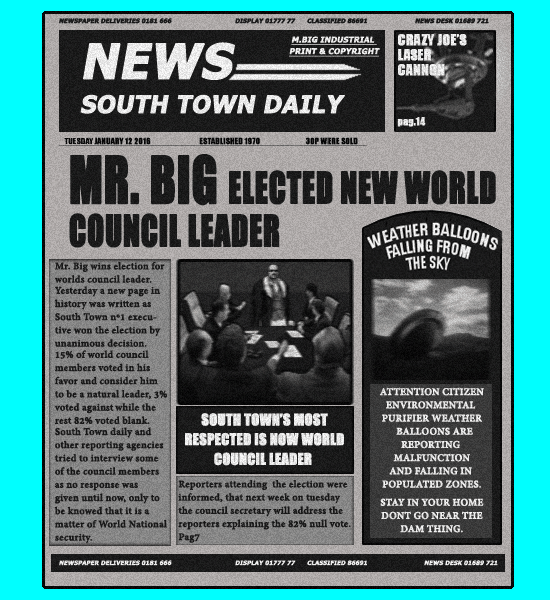 NEWSPAPER DELIVERIES 0181 666 DISPLAY 01777 77 CLASSIFIED 86691 NEWS DESK 01689 721
NEWS
M.BIG INDUSTRIAL
PRINT & COPYRIGHT
SOUTH TOWN DAILY
CRAZY JOE'S
LASER
CANNON
pag.14
TUESDAY JANUARY 12 2016 ESTABLISHED 1970 30P WERE SOLD
MR. BIG ELECTED NEW WORLD
COUNCIL LEADER
Mr. Big wins election for
worlds council leader.
Yesterday a new page in
history was written as
South Town nº1 execu-
tive won the election by
unanimous decision.
15% of world council
members voted in his
favor and consider him
to be a natural leader, 3%
voted against while the
rest 82% voted blank.
South Town daily and
other reporting agencies
tried to interview some
of the council members
as no response was
given until now, only to
be knowed that it is a
matter of World National
security.
SOUTH TOWN'S MOST
RESPECTED IS NOW WORLD
COUNCIL LEADER
Reporters attending the election were
informed, that next week on tuesday
the council secretary will address the
reporters explaining the 82% null vote.
Pag7
WEATHER BALLOONS
FALLING FROM
THE SKY
ATTENTION CITIZEN
ENVIRONMENTAL
PURIFIER WEATHER
BALLOONS ARE
REPORTING
MALFUNCTION
AND FALLING IN
POPULATED ZONES.
STAY IN YOUR HOME
DONT GO NEAR THE
DAM THING.
NEWSPAPER DELIVERIES 0181 666 DISPLAY 01777 77 CLASSIFIED 86691 NEWS DESK 01689 721